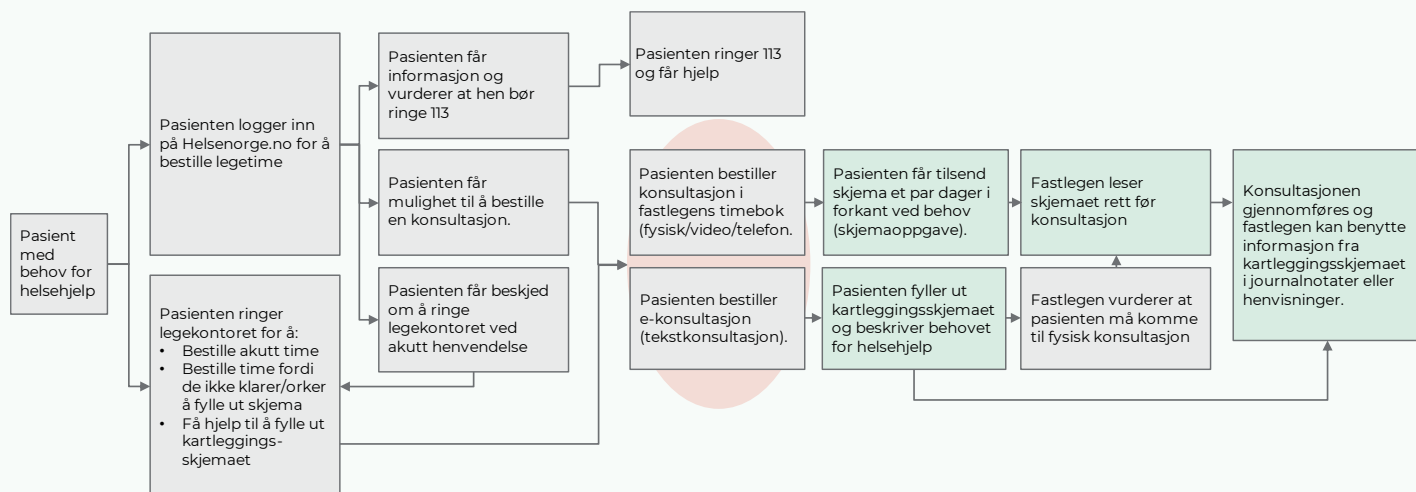 Pasient
med
behov for
helsehjelp
Pasienten logger inn
på Helsenorge.no for å
bestille legetime
Pasienten ringer
legekontoret for å:
• Bestille akutt time
• Bestille time fordi
de ikke klarer/orker
å fylle ut skjema
• Få hjelp til å fylle ut
kartleggings-
skjemaet
Pasienten får
informasjon og
vurderer at hen bør
ringe 113
Pasienten får
mulighet til å bestille
en konsultasjon.
Pasienten får beskjed
om å ringe
legekontoret ved
akutt henvendelse
Pasienten ringer 113
og får hjelp
Pasienten bestiller
konsultasjon i
fastlegens timebok
(fysisk/video/telefon.
Pasienten bestiller
e-konsultasjon
(tekstkonsultasjon).
Pasienten får tilsend
skjema et par dager i
forkant ved behov
(skjemaoppgave).
Pasienten fyller ut
kartleggingsskjemaet
og beskriver behovet
for helsehjelp
Fastlegen leser
skjemaet rett før
konsultasjon
Fastlegen vurderer at
pasienten må komme
til fysisk konsultasjon
Konsultasjonen
gjennomføres og
fastlegen kan benytte
informasjon fra
kartleggingsskjemaet
i journalnotater eller
henvisninger.